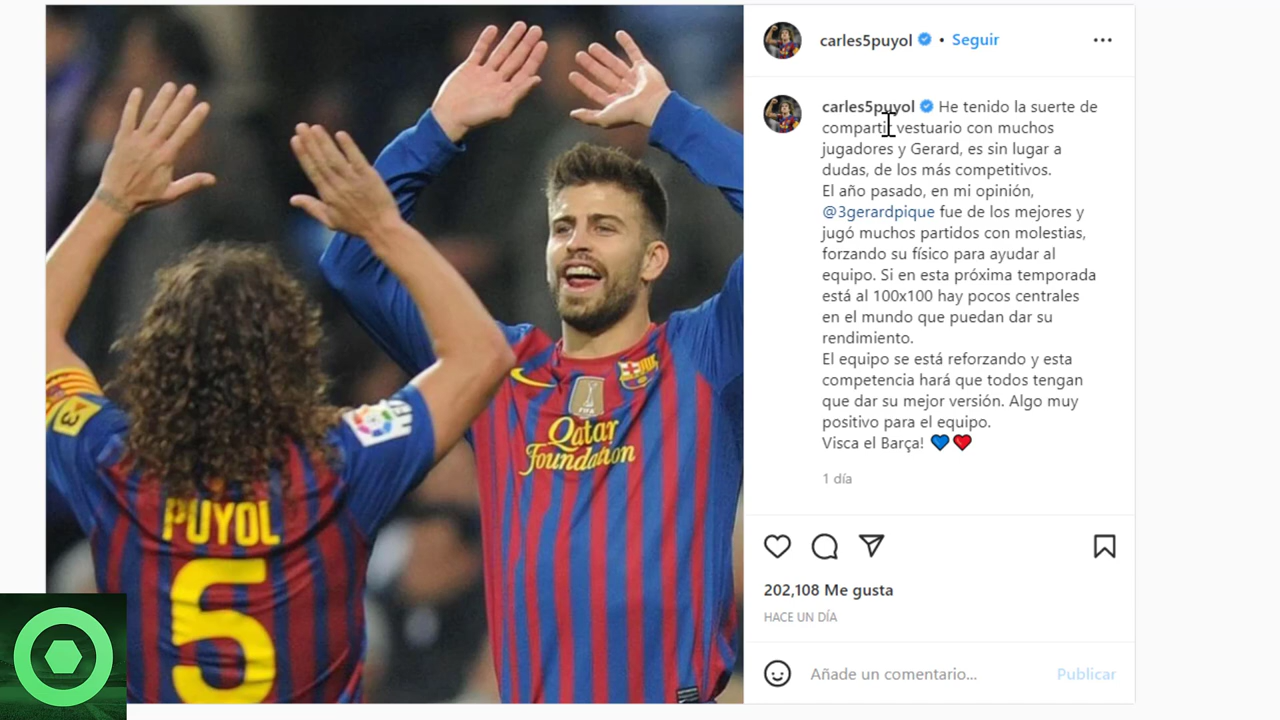 carles5puyol • Seguir
carles5puyol He tenido la suerte de
compartir vestuario con muchos
jugadores y Gerard, es sin lugar a
dudas, de los más competitivos.
El año pasado, en mi opinión,
@3gerardpique fue de los mejores y
jugó muchos partidos con molestias,
forzando su físico para ayudar al
equipo. Si en esta próxima temporada
está al 100x100 hay pocos centrales
en el mundo que puedan dar su
rendimiento.
El equipo se está reforzando y esta
competencia hará que todos tengan
que dar su mejor versión. Algo muy
positivo para el equipo.
Visca el Barça! 💙❤️
1 día
202,108 Me gusta
HACE UN DÍA
Añade un comentario... Publicar
FIFA
Qatar
Foundation
PUYOL
5
3